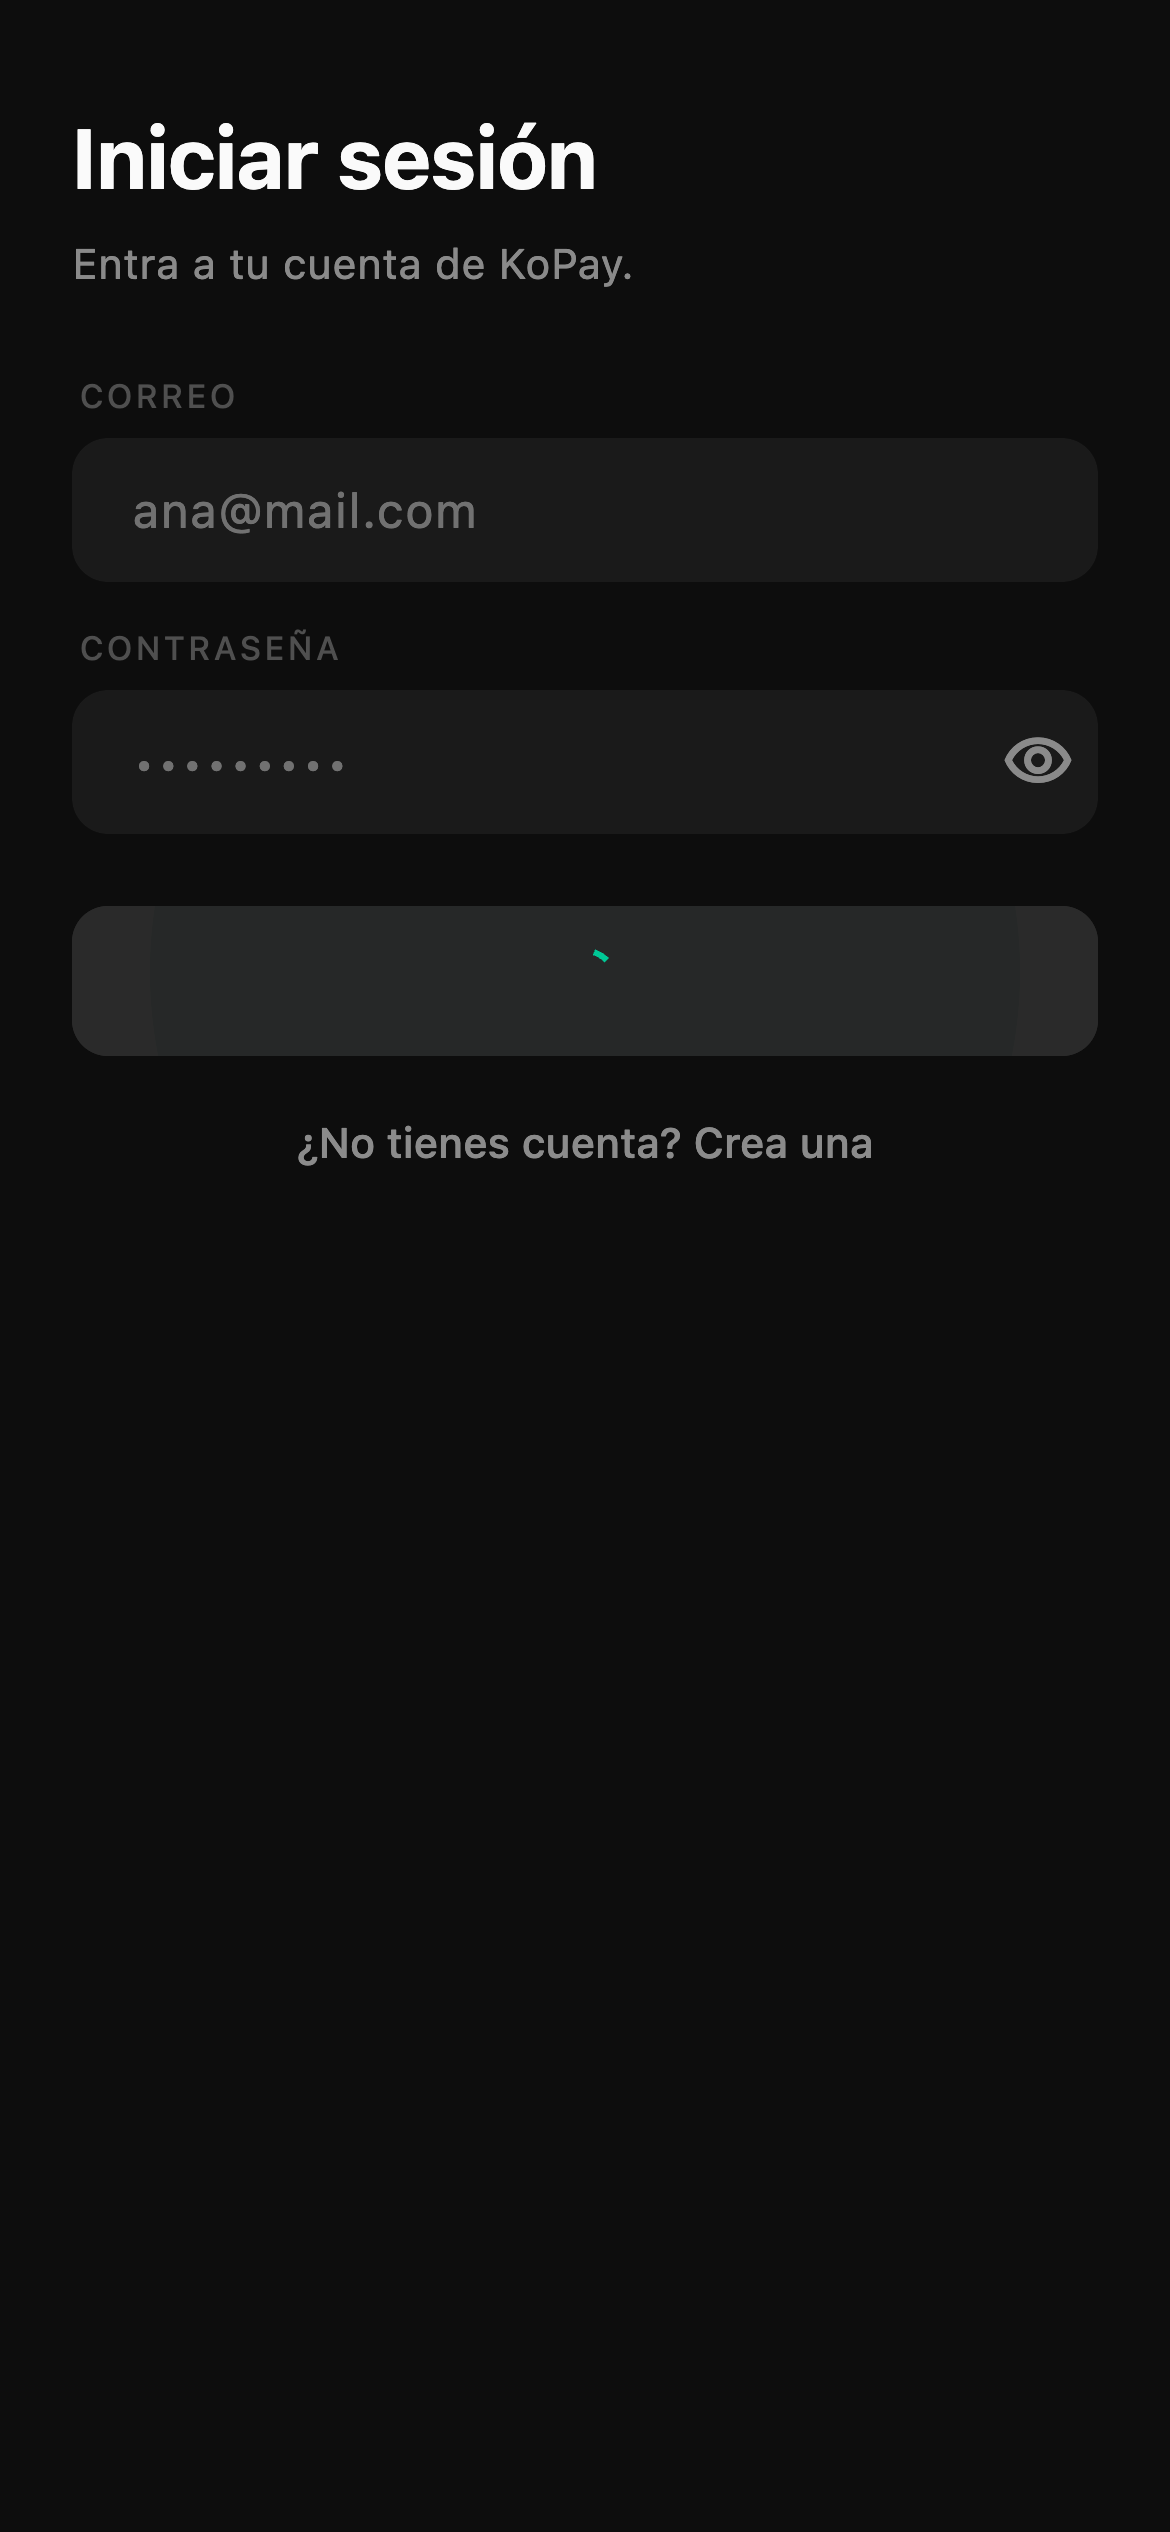 Iniciar sesión
Entra a tu cuenta de KoPay.
CORREO
ana@mail.com
CONTRASEÑA
•••••••••
¿No tienes cuenta? Crea una